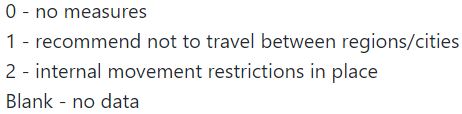 0 - no measures
1 - recommend not to travel between regions/cities
2 - internal movement restrictions in place
Blank - no data